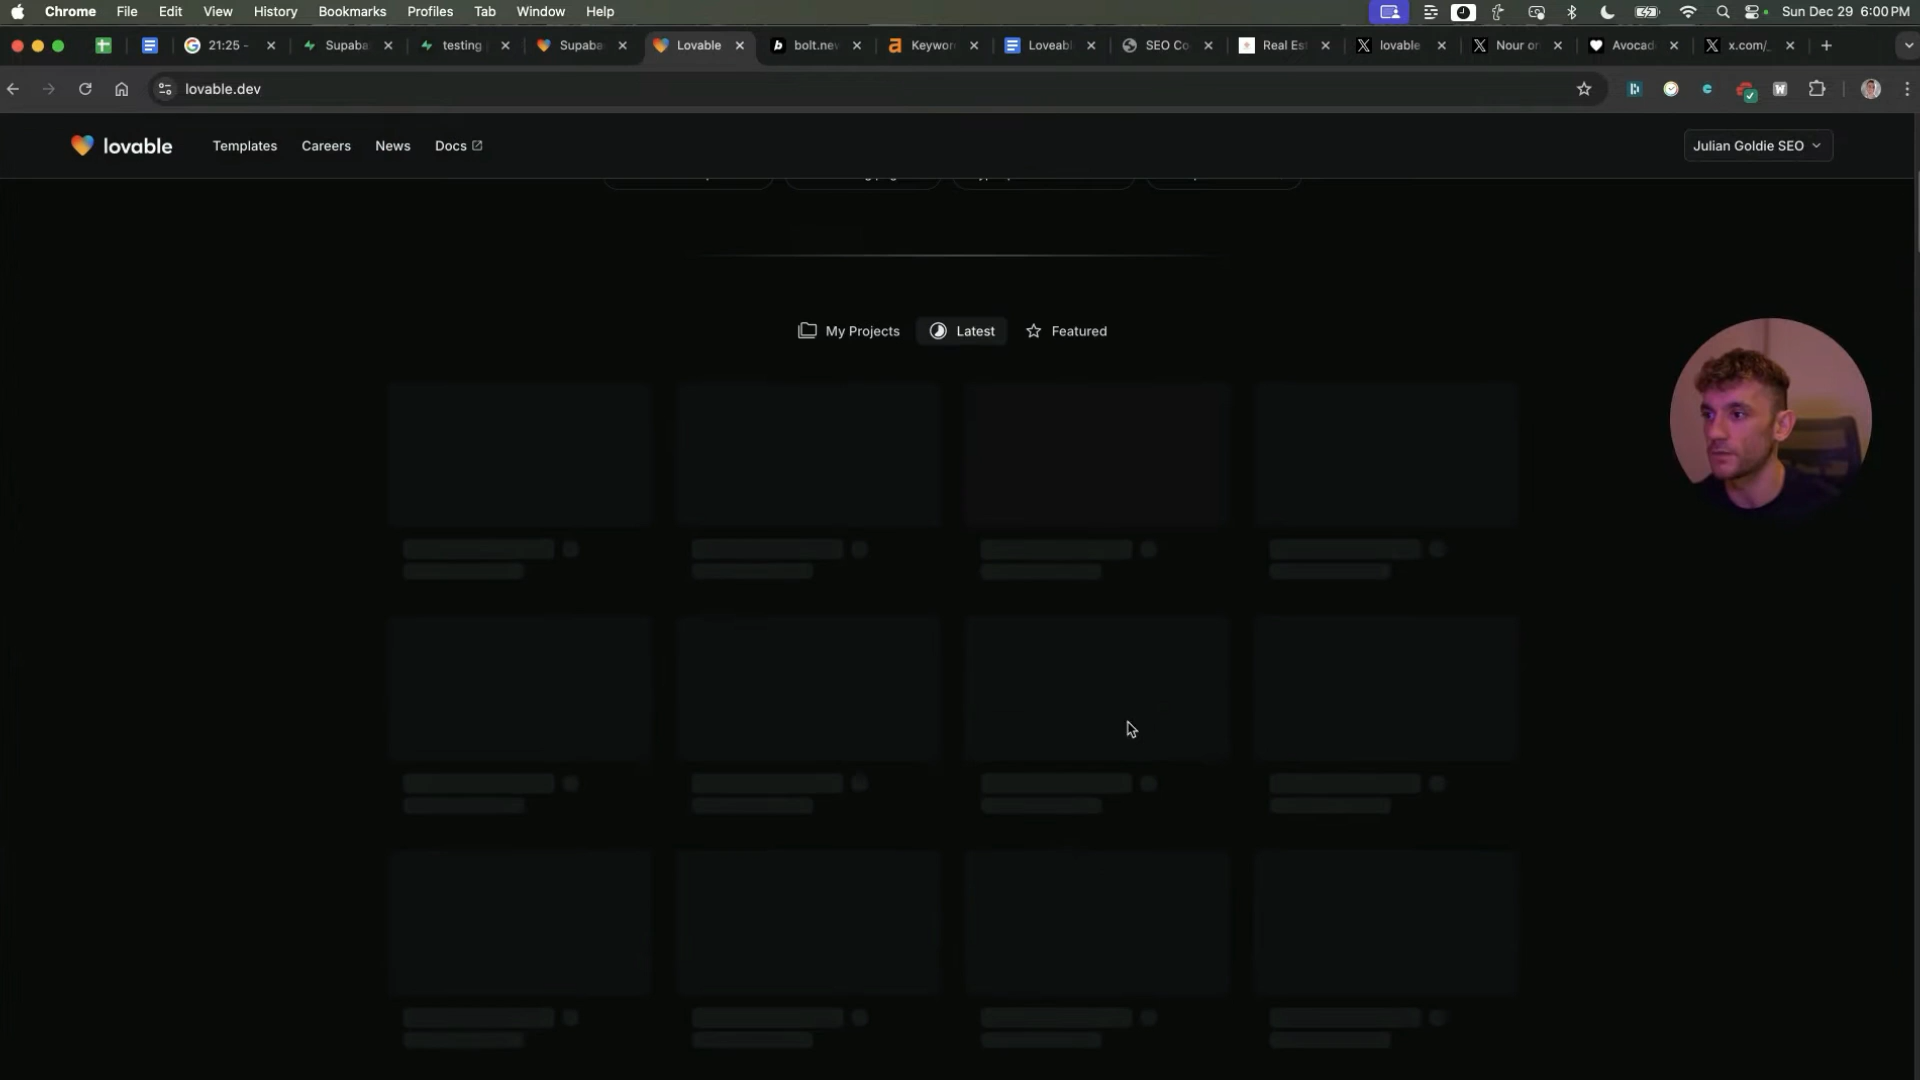 Chrome File Edit View History Bookmarks Profiles Tab Window Help Sun Dec 29 6:00 PM
21:25 - Supaba testing Supaba Lovable bolt.nev Keywor Loveabl SEO Co Real Es lovable Nour or Avocad x.com/
lovable.dev
lovable Templates Careers News Docs Julian Goldie SEO
My Projects Latest Featured